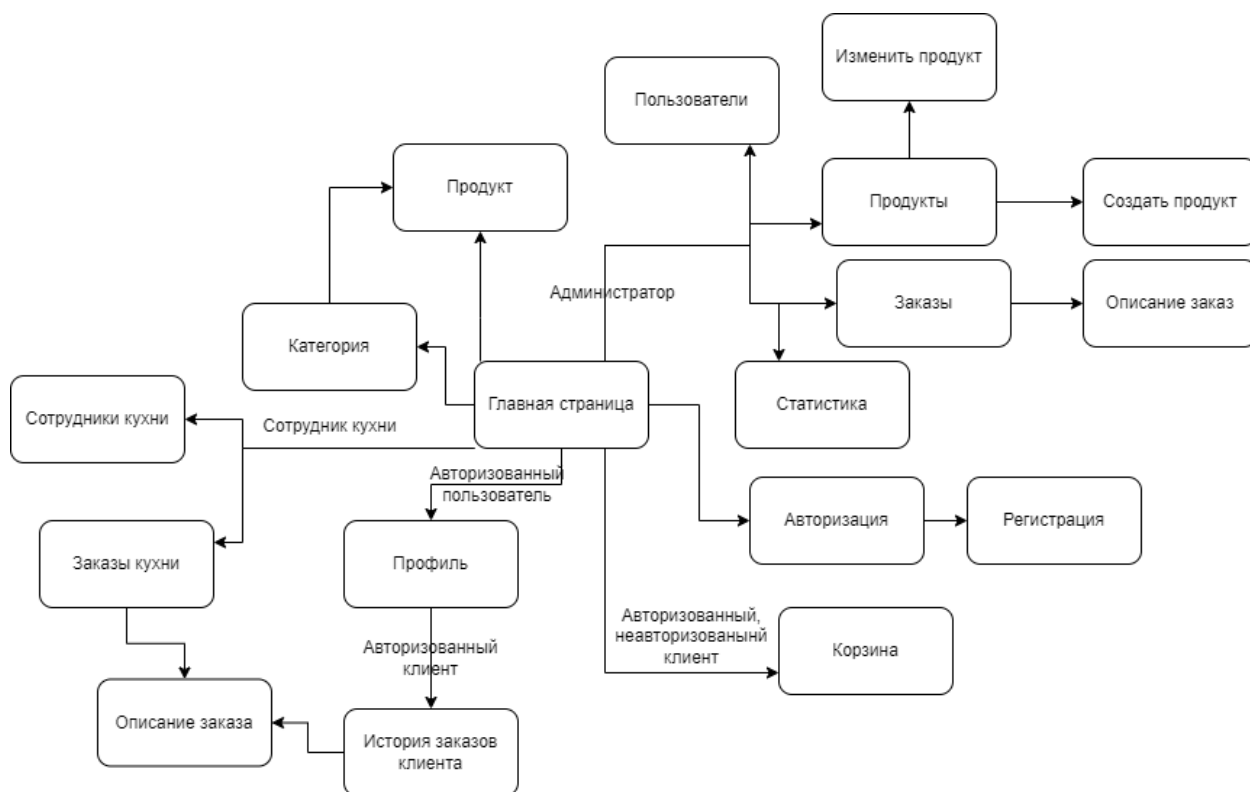 Изменить продукт
Пользователи
Продукт
Продукты
Создать продукт
Администратор
Заказы
Описание заказ
Категория
Главная страница
Статистика
Сотрудники кухни
Сотрудник кухни
Авторизованный
пользователь
Авторизация
Регистрация
Заказы кухни
Профиль
Авторизованный,
неавторизованынй
клиент
Корзина
Авторизованный
клиент
Описание заказа
История заказов
клиента